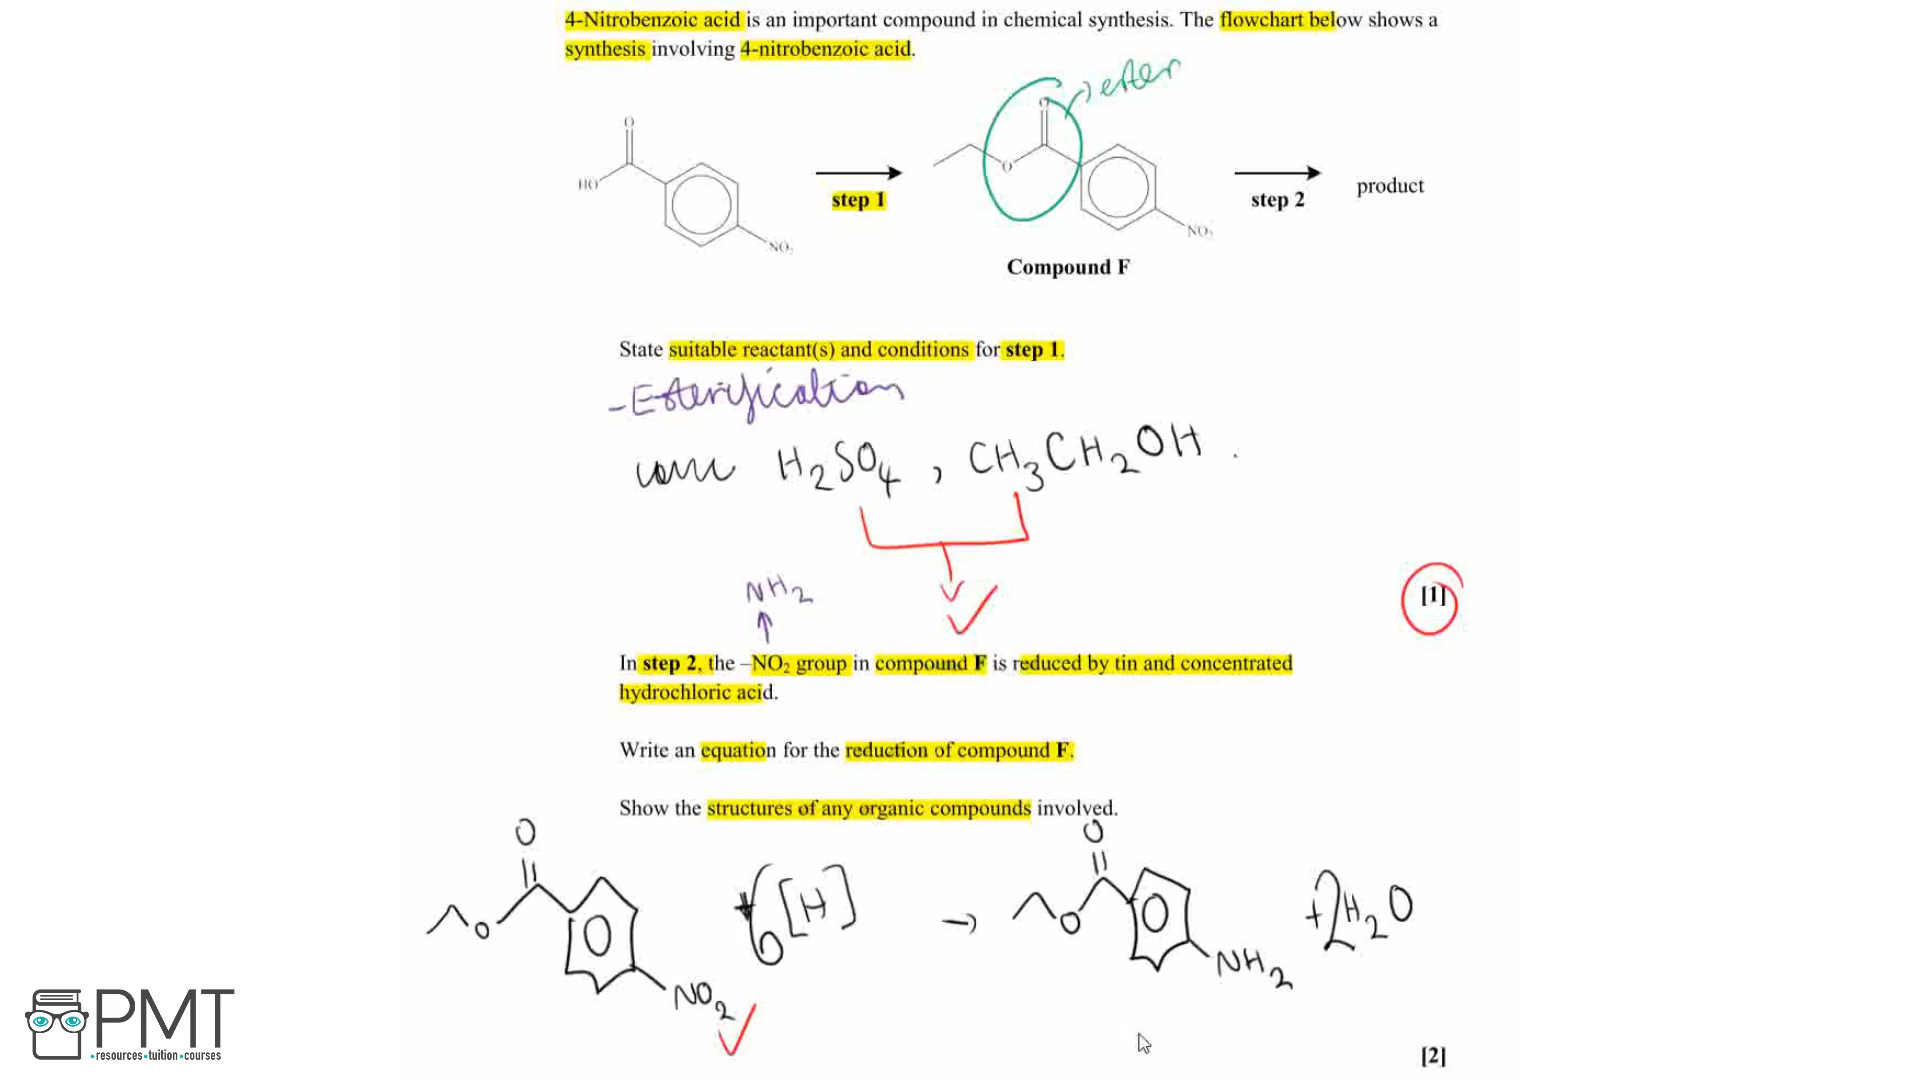 4-Nitrobenzoic acid is an important compound in chemical synthesis. The flowchart below shows a
synthesis involving 4-nitrobenzoic acid.
ester
O
HO
NO₂
step 1
O
O
NO₂
Compound F
step 2
product
State suitable reactant(s) and conditions for step 1.
- Esterification
conc H₂SO₄, CH₃CH₂OH.
[1]
NH₂
↑
In step 2, the –NO₂ group in compound F is reduced by tin and concentrated
hydrochloric acid.
Write an equation for the reduction of compound F.
Show the structures of any organic compounds involved.
O
O
NO₂
+ 6[H]
→
O
O
NH₂
+ 2H₂O
[2]
PMT
•resources•tuition•courses